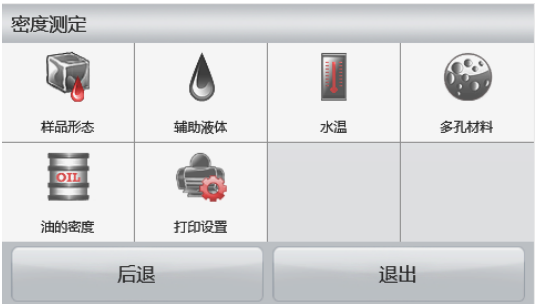 密度测定
样品形态 辅助液体 水温 多孔材料
OIL
油的密度 打印设置
后退 退出